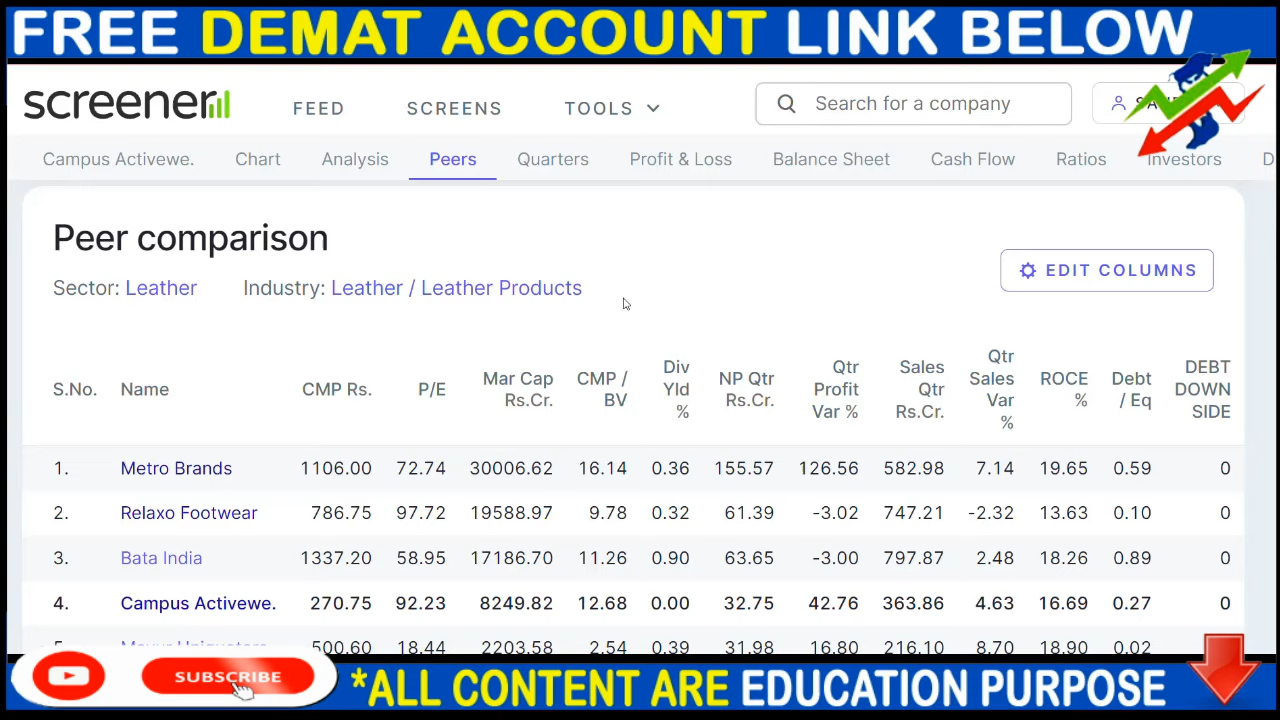 FREE DEMAT ACCOUNT LINK BELOW
screener
FEED SCREENS TOOLS Search for a company
Campus Activewe. Chart Analysis Peers Quarters Profit & Loss Balance Sheet Cash Flow Ratios Investors D
Peer comparison
Sector: Leather Industry: Leather / Leather Products
EDIT COLUMNS
S.No. Name CMP Rs. P/E Mar Cap Rs.Cr. CMP / BV Div Yld % NP Qtr Rs.Cr. Qtr Profit Var % Sales Qtr Rs.Cr. Qtr Sales Var % ROCE % Debt / Eq DEBT DOWN SIDE
1. Metro Brands 1106.00 72.74 30006.62 16.14 0.36 155.57 126.56 582.98 7.14 19.65 0.59 0
2. Relaxo Footwear 786.75 97.72 19588.97 9.78 0.32 61.39 -3.02 747.21 -2.32 13.63 0.10 0
3. Bata India 1337.20 58.95 17186.70 11.26 0.90 63.65 -3.00 797.87 2.48 18.26 0.89 0
4. Campus Activewe. 270.75 92.23 8249.82 12.68 0.00 32.75 42.76 363.86 4.63 16.69 0.27 0
500.60 18.44 2203.58 2.54 0.39 31.98 16.80 216.10 8.70 18.90 0.02
SUBSCRIBE
*ALL CONTENT ARE EDUCATION PURPOSE